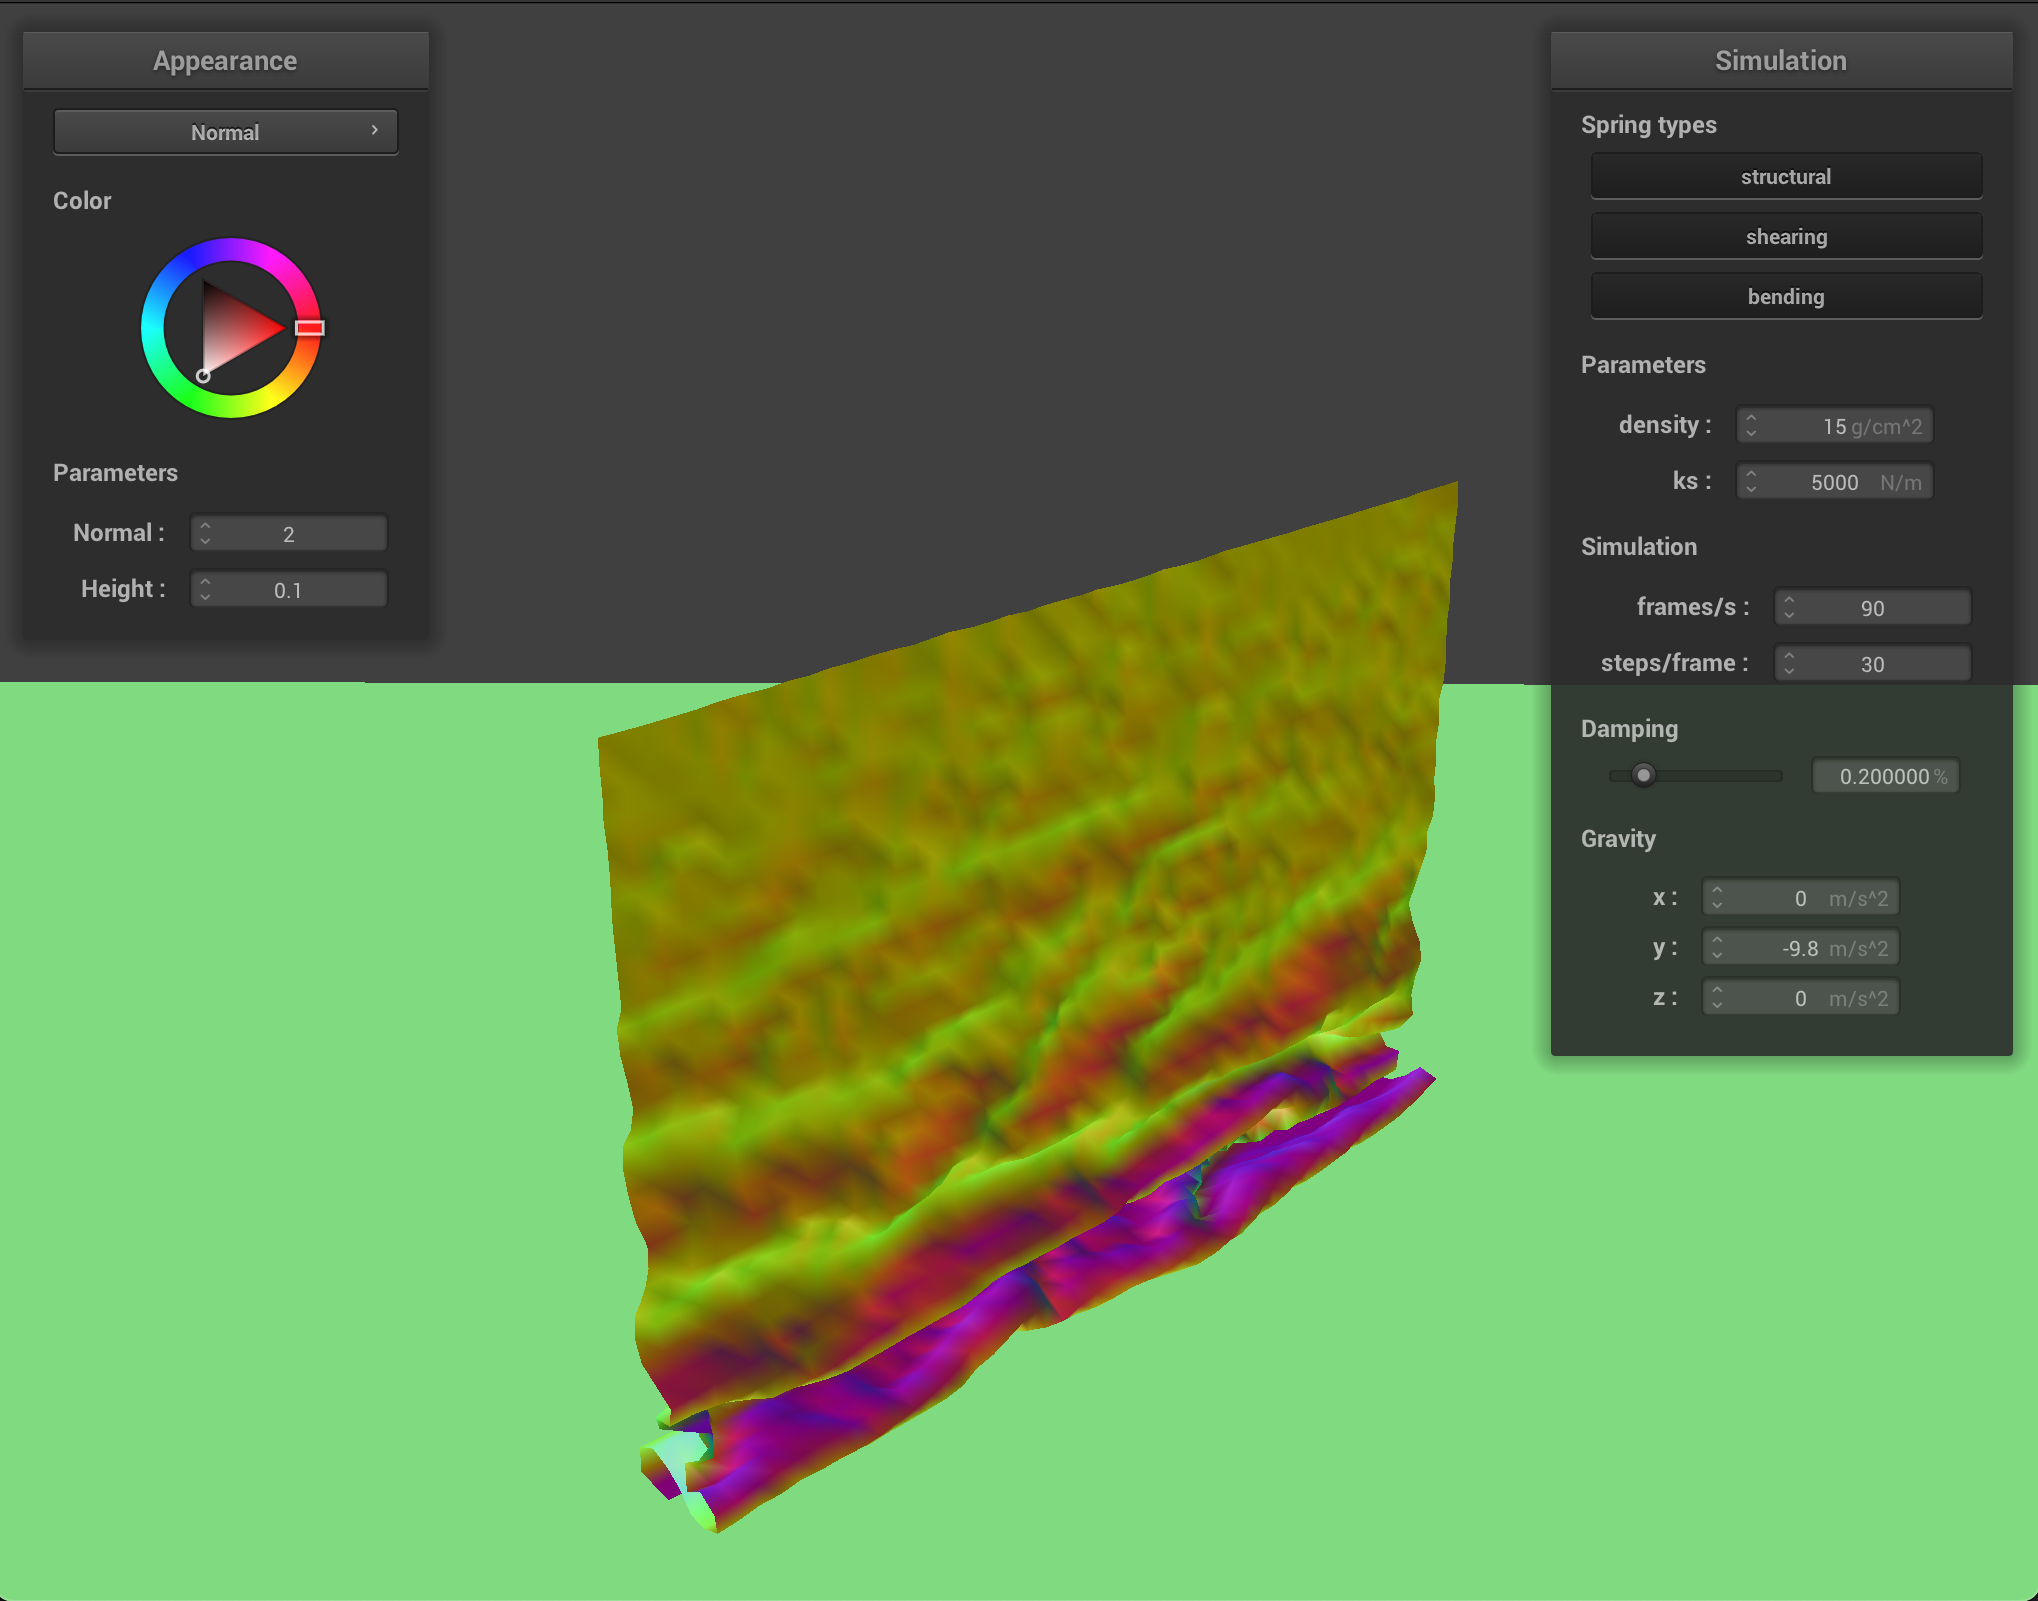 Appearance
Normal
Color
Parameters
Normal : 2
Height : 0.1
Simulation
Spring types
structural
shearing
bending
Parameters
density : 15 g/cm^2
ks : 5000 N/m
Simulation
frames/s : 90
steps/frame : 30
Damping
0.200000 %
Gravity
x : 0 m/s^2
y : -9.8 m/s^2
z : 0 m/s^2